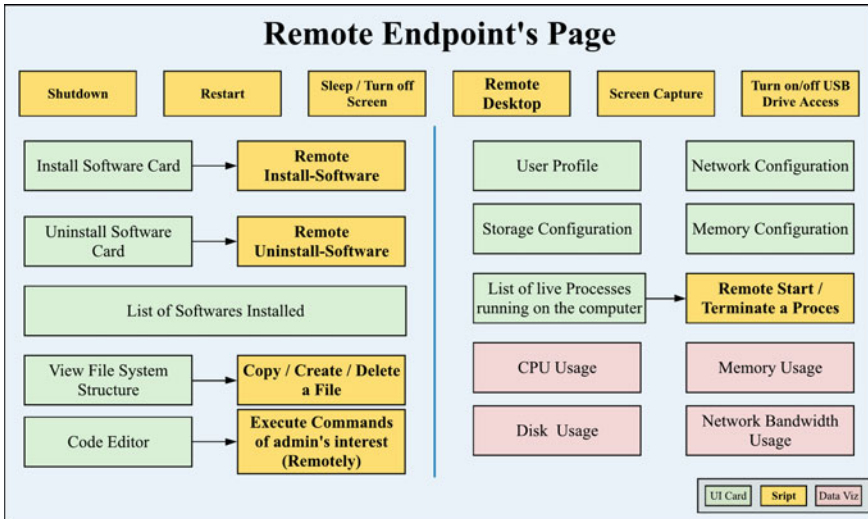 Remote Endpoint's Page
Shutdown
Restart
Sleep / Turn off
Screen
Remote
Desktop
Screen Capture
Turn on/off USB
Drive Access
Install Software Card
Remote
Install-Software
Uninstall Software
Card
Remote
Uninstall-Software
List of Softwares Installed
View File System
Structure
Copy / Create / Delete
a File
Code Editor
Execute Commands
of admin's interest
(Remotely)
User Profile
Network Configuration
Storage Configuration
Memory Configuration
List of live Processes
running on the computer
Remote Start /
Terminate a Proces
CPU Usage
Memory Usage
Disk Usage
Network Bandwidth
Usage
UI Card
Sript
Data Viz